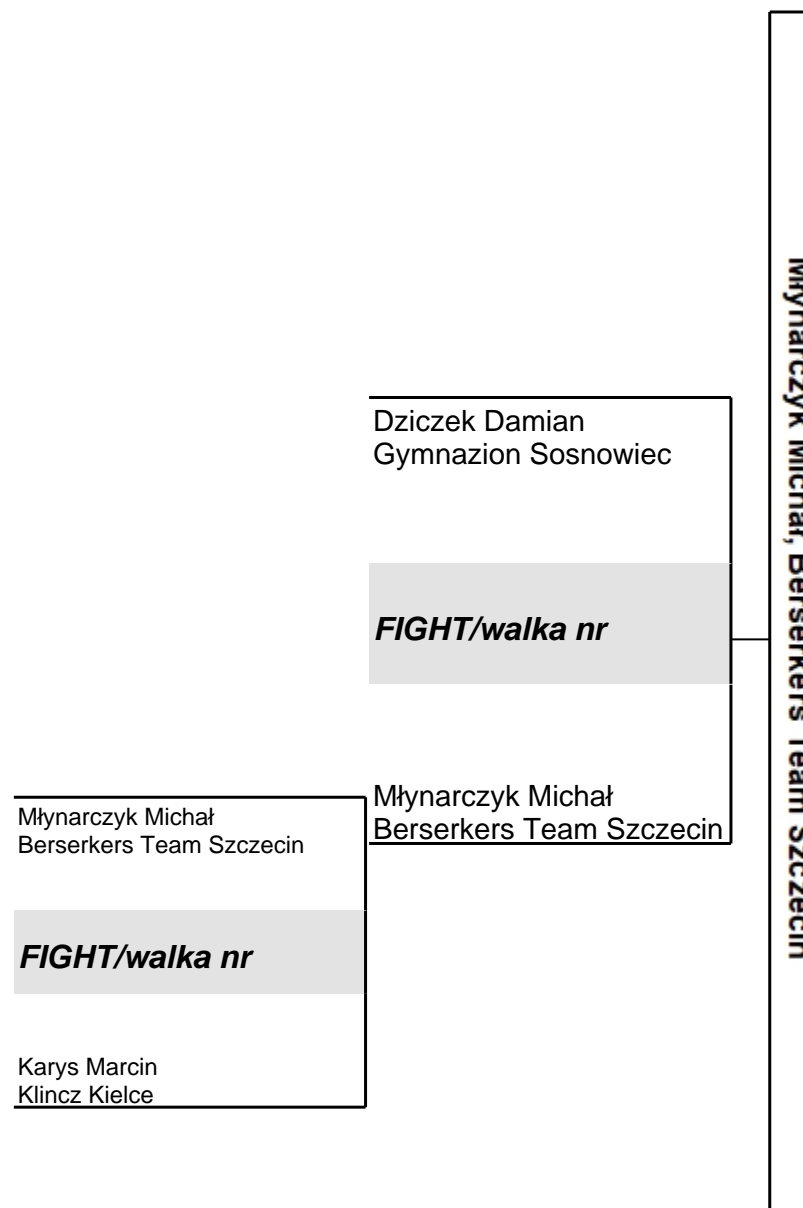 Dziczek Damian
Gymnazion Sosnowiec
FIGHT/walka nr
Młynarczyk Michał
Berserkers Team Szczecin
Młynarczyk Michał
Berserkers Team Szczecin
FIGHT/walka nr
Karys Marcin
Klincz Kielce
Młynarczyk Michał, Berserkers Team Szczecin